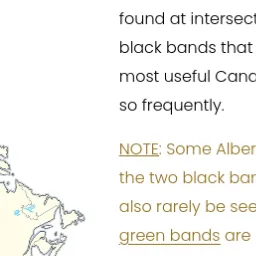 found at intersect
black bands that
most useful Cana
so frequently.
NOTE: Some Alber
the two black ban
also rarely be see
green bands are